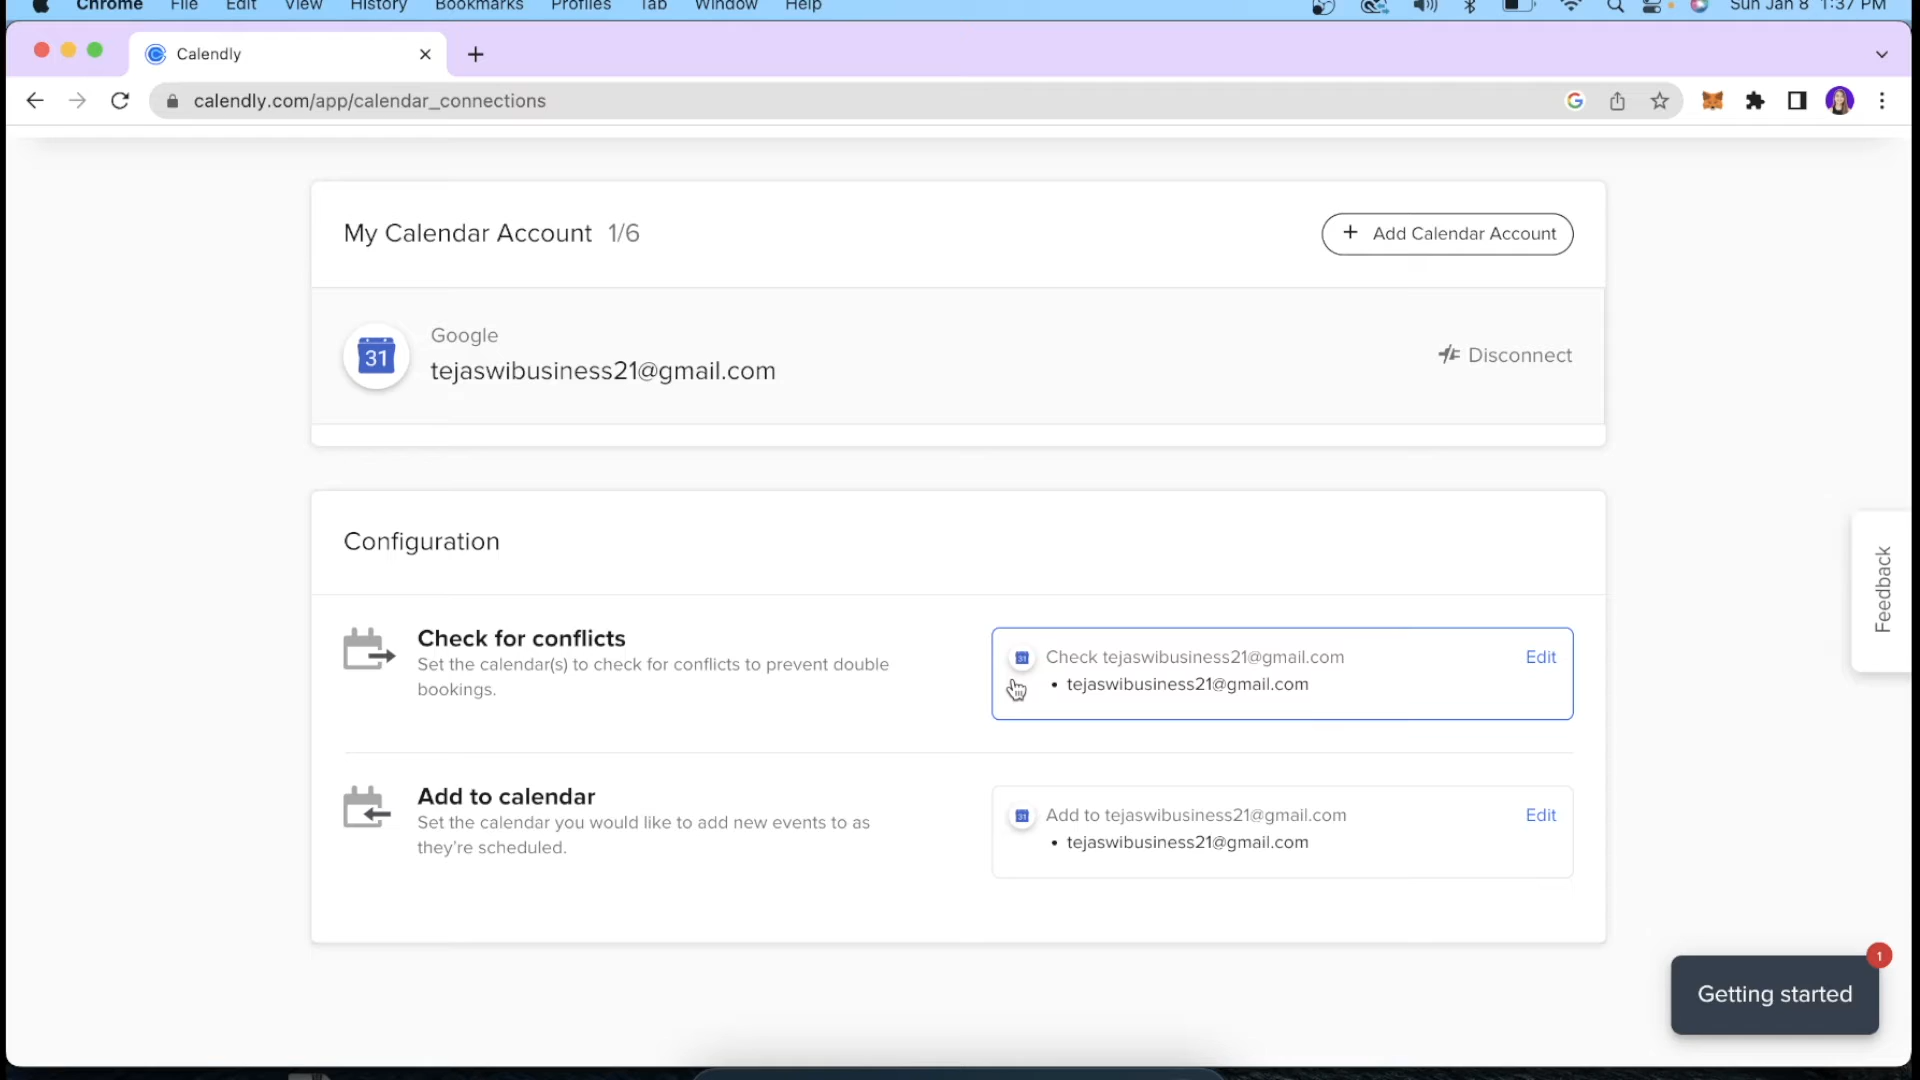 Chrome File Edit View History Bookmarks Profiles Tab Window Help Sun Jan 8 1:37 PM
Calendly
calendly.com/app/calendar_connections
My Calendar Account 1/6
+ Add Calendar Account
31
Google
tejaswibusiness21@gmail.com
Disconnect
Configuration
Check for conflicts
Set the calendar(s) to check for conflicts to prevent double
bookings.
31 Check tejaswibusiness21@gmail.com Edit
• tejaswibusiness21@gmail.com
Add to calendar
Set the calendar you would like to add new events to as
they're scheduled.
31 Add to tejaswibusiness21@gmail.com Edit
• tejaswibusiness21@gmail.com
Feedback
1
Getting started